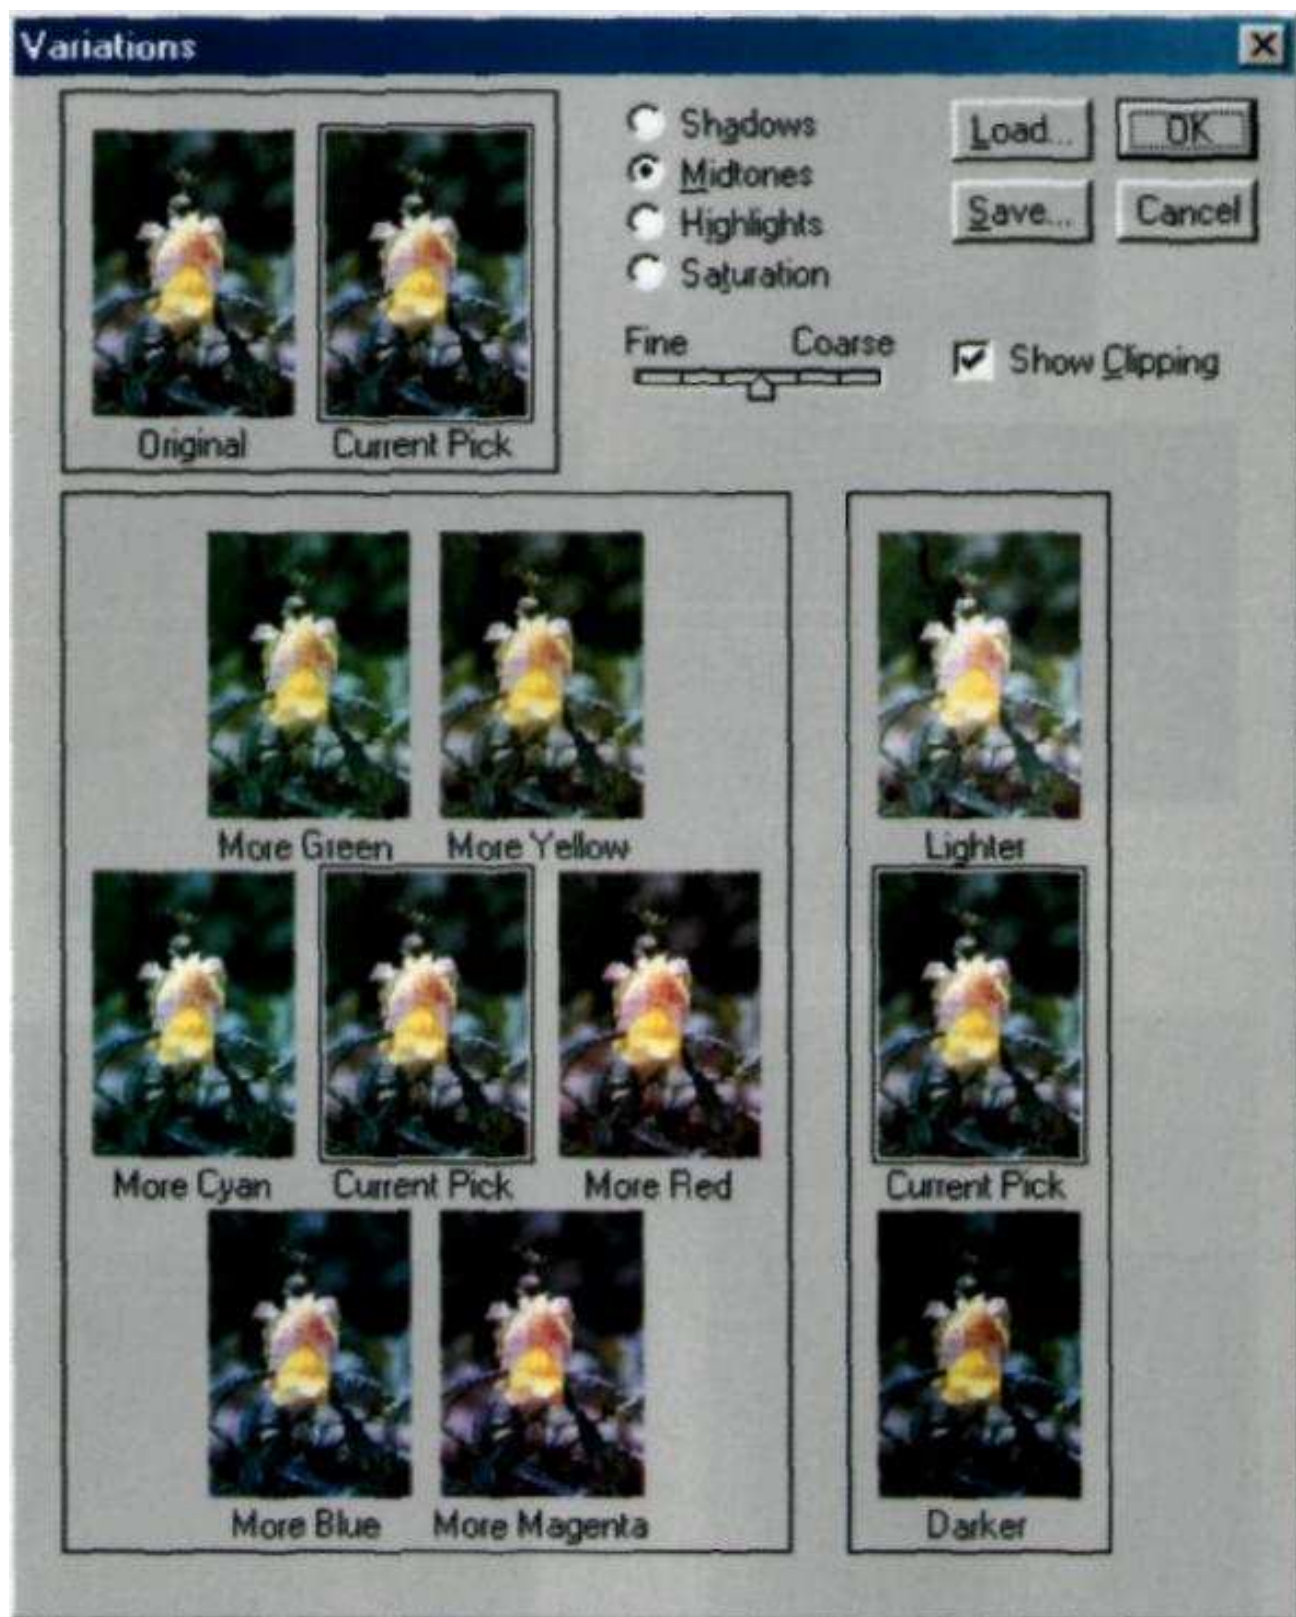 Variations
Shadows
Midtones
Highlights
Saturation
Load...
OK
Save...
Cancel
Fine
Coarse
Show Clipping
Original
Current Pick
More Green
More Yellow
Lighter
More Cyan
Current Pick
More Red
Current Pick
More Blue
More Magenta
Darker